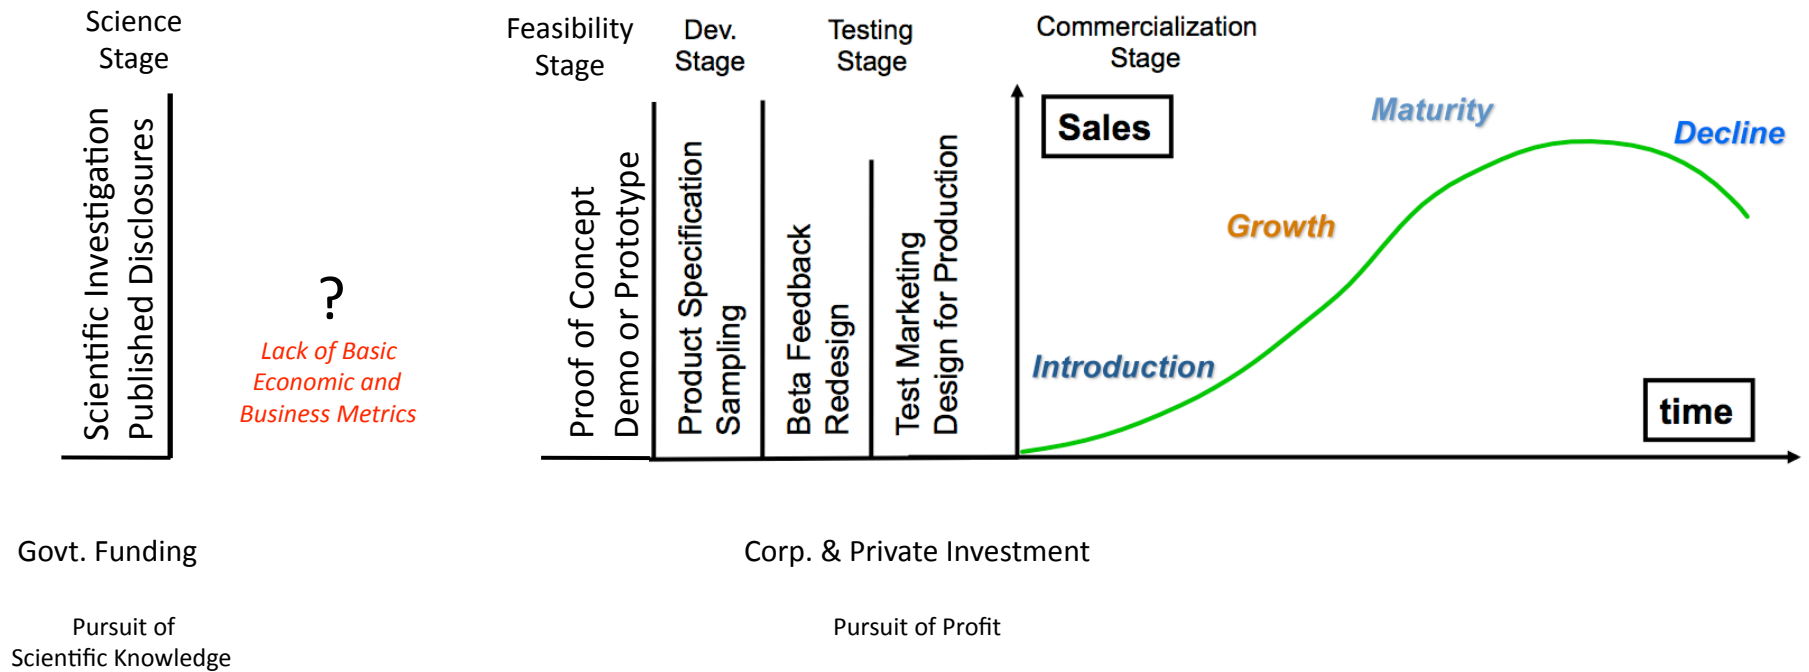 Science
Stage
Feasibility
Stage
Dev.
Stage
Testing
Stage
Commercialization
Stage
Scientific Investigation
Published Disclosures
?
Lack of Basic
Economic and
Business Metrics
Proof of Concept
Demo or Prototype
Product Specification
Sampling
Beta Feedback
Redesign
Test Marketing
Design for Production
Sales
Introduction
Growth
Maturity
Decline
time
Govt. Funding
Corp. & Private Investment
Pursuit of
Scientific Knowledge
Pursuit of Profit